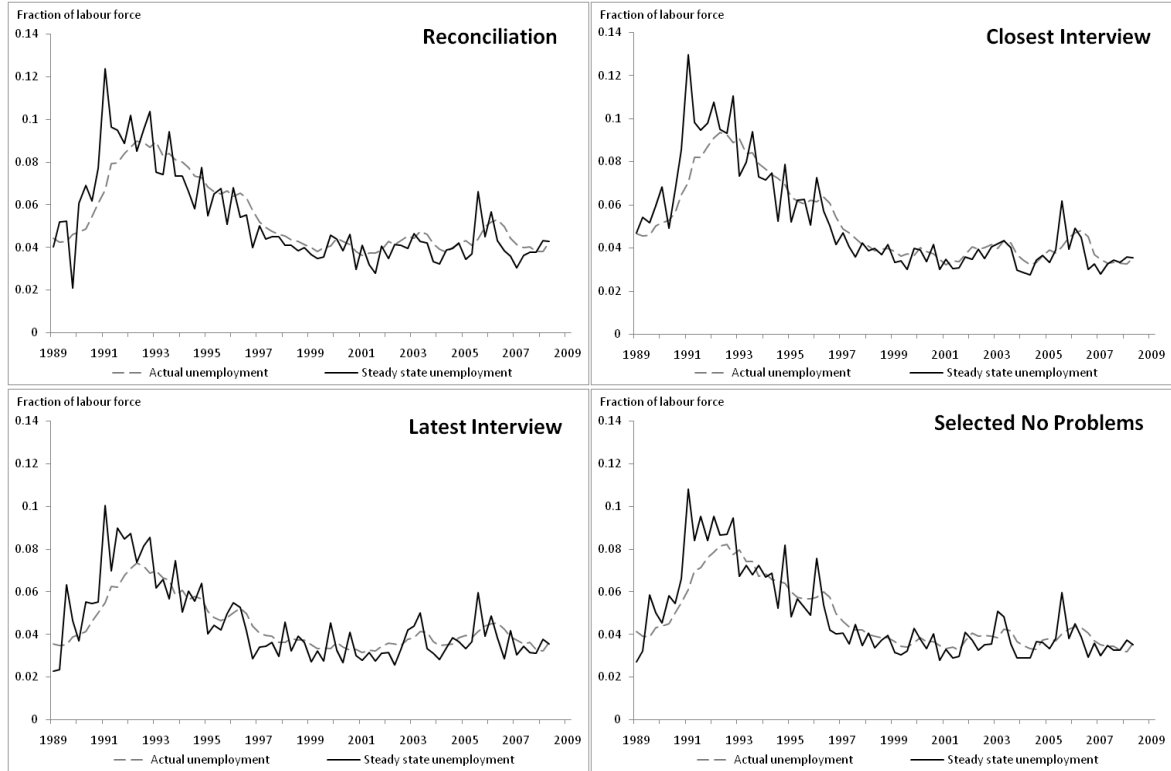 Fraction of labour force
Reconciliation
0.14
0.12
0.1
0.08
0.06
0.04
0.02
0
1989 1991 1993 1995 1997 1999 2001 2003 2005 2007 2009
Actual unemployment Steady state unemployment
Fraction of labour force
Closest Interview
0.14
0.12
0.1
0.08
0.06
0.04
0.02
0
1989 1991 1993 1995 1997 1999 2001 2003 2005 2007 2009
Actual unemployment Steady state unemployment
Fraction of labour force
Latest Interview
0.14
0.12
0.1
0.08
0.06
0.04
0.02
0
1989 1991 1993 1995 1997 1999 2001 2003 2005 2007 2009
Actual unemployment Steady state unemployment
Fraction of labour force
Selected No Problems
0.14
0.12
0.1
0.08
0.06
0.04
0.02
0
1989 1991 1993 1995 1997 1999 2001 2003 2005 2007 2009
Actual unemployment Steady state unemployment